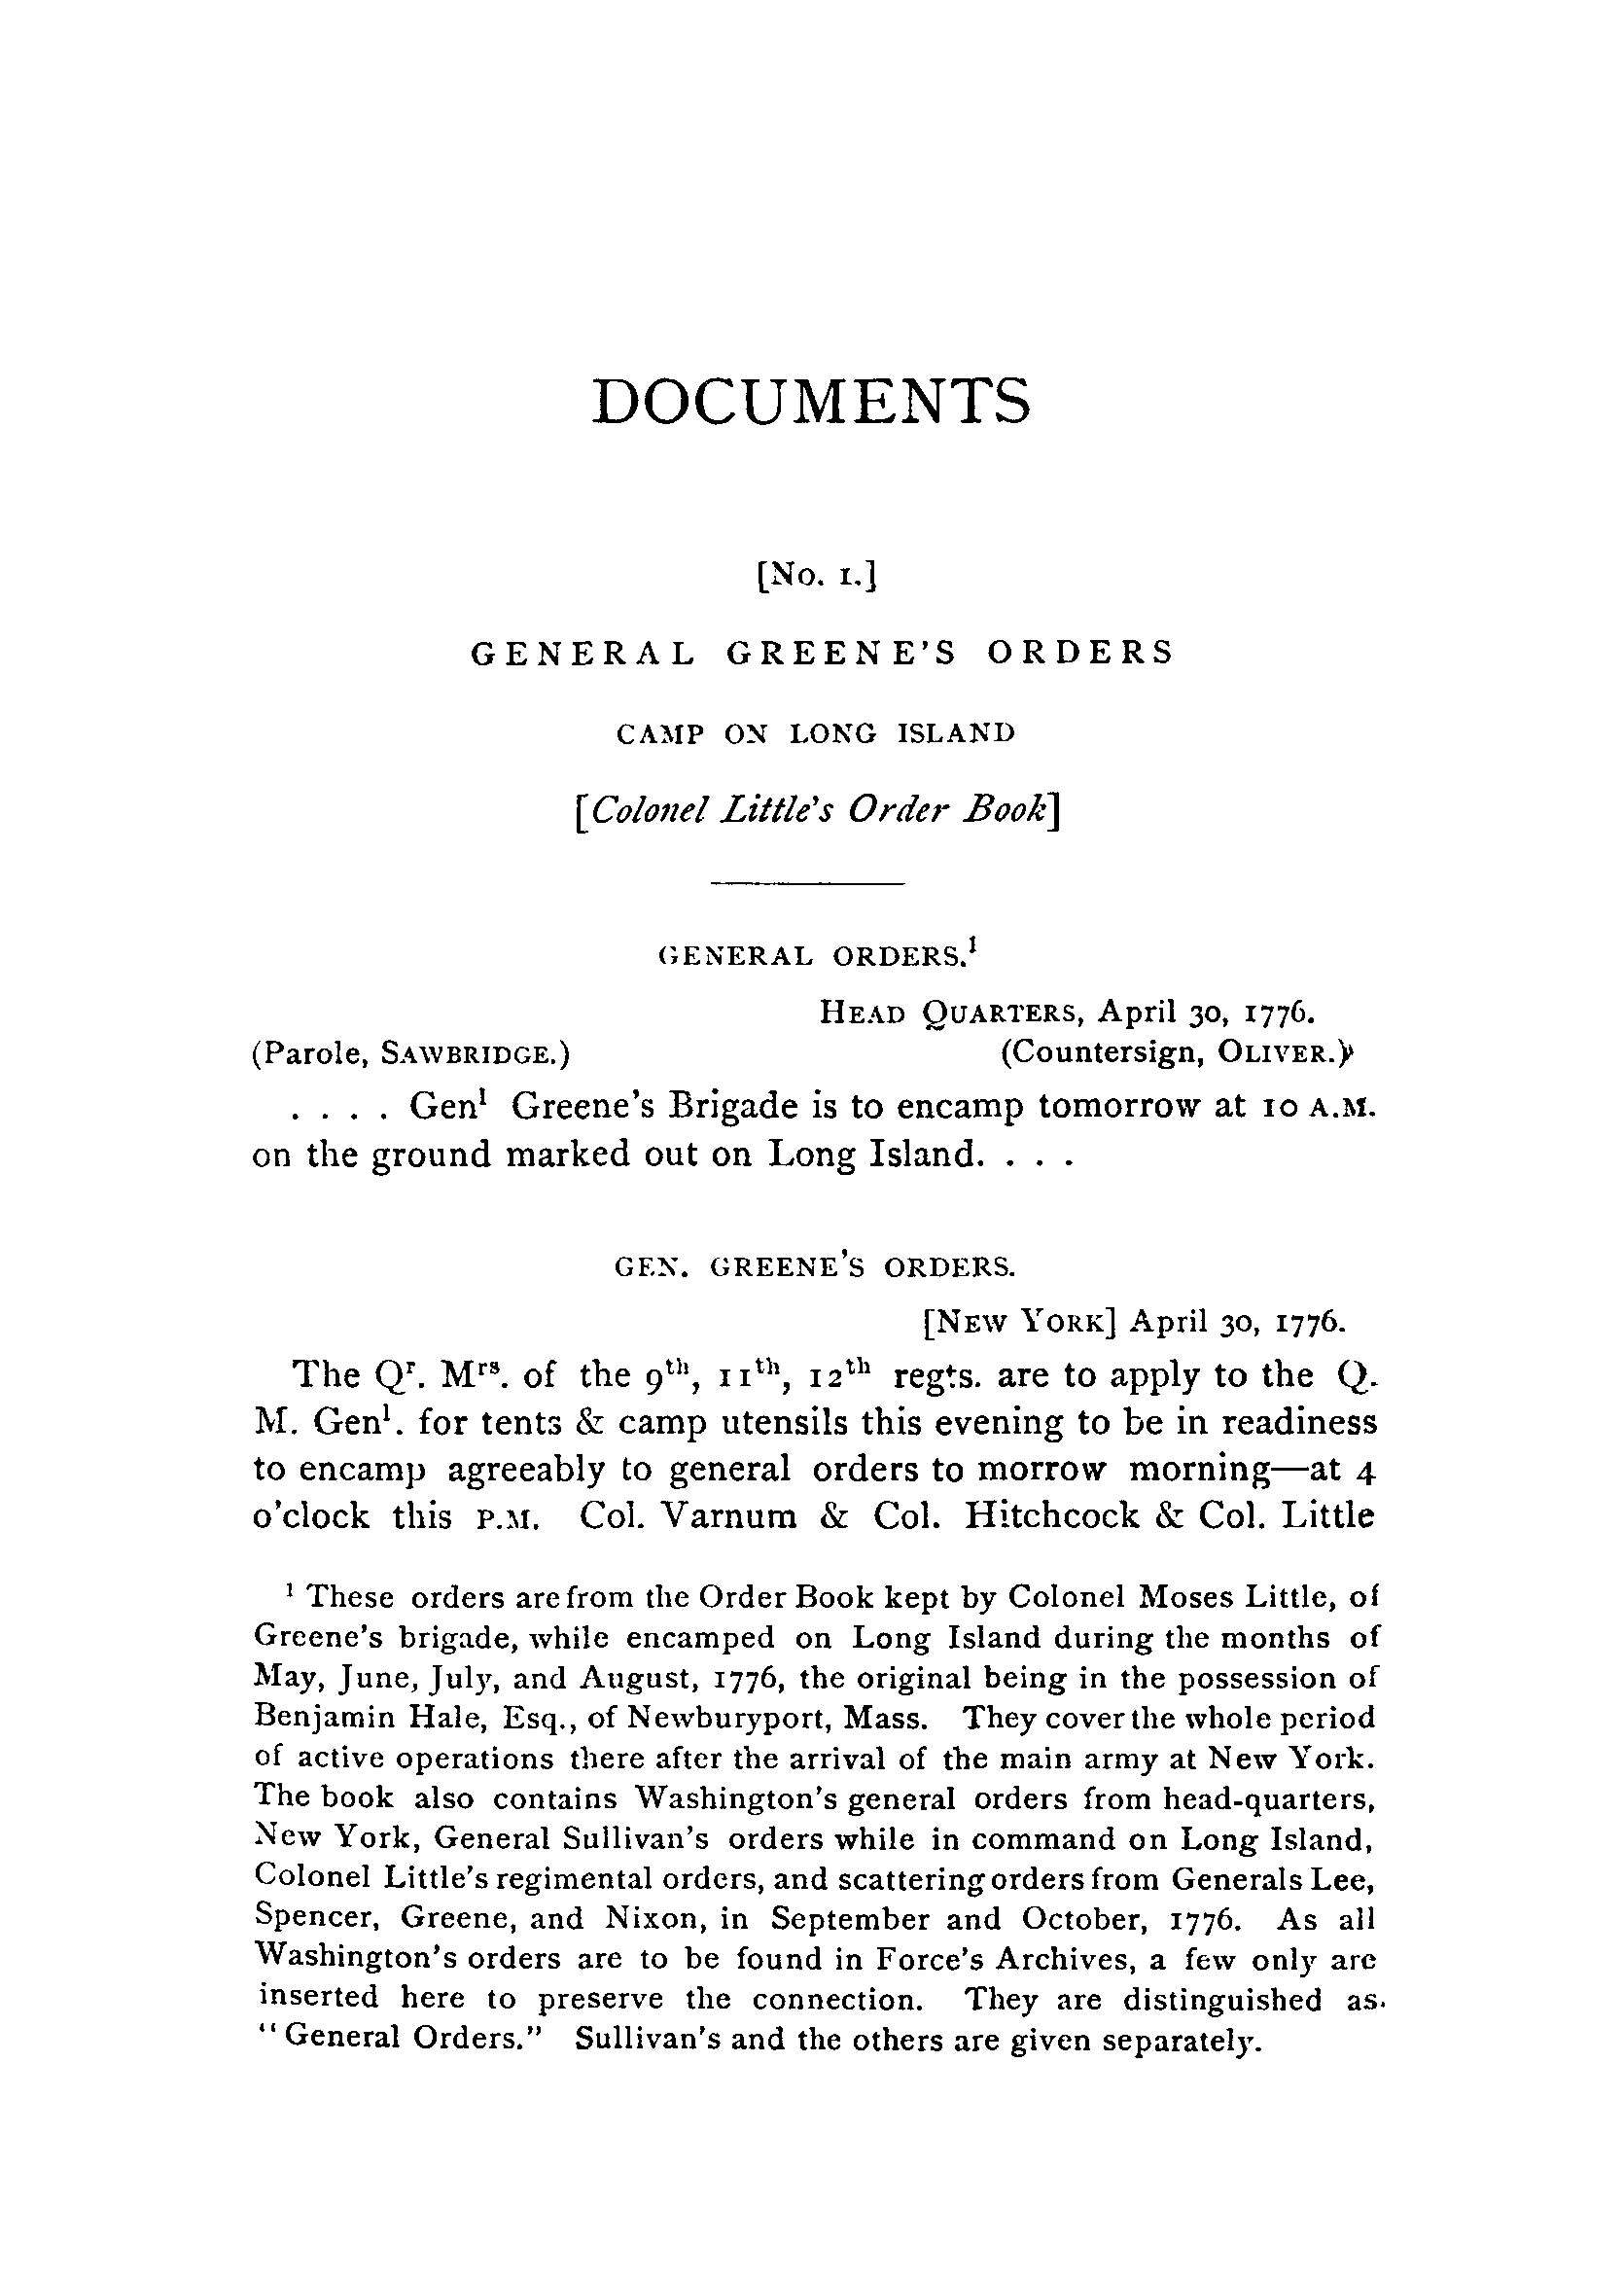 DOCUMENTS
[No. 1.]
GENERAL GREENE'S ORDERS
CAMP ON LONG ISLAND
[Colonel Little's Order Book]
GENERAL ORDERS.¹
HEAD QUARTERS, April 30, 1776.
(Parole, SAWBRIDGE.) (Countersign, OLIVER.)
. . . . Genˡ Greene's Brigade is to encamp tomorrow at 10 A.M.
on the ground marked out on Long Island. . . .
GEN. GREENE'S ORDERS.
[NEW YORK] April 30, 1776.
The Qʳ. Mʳˢ. of the 9ᵗʰ, 11ᵗʰ, 12ᵗʰ regts. are to apply to the Q.
M. Genˡ. for tents & camp utensils this evening to be in readiness
to encamp agreeably to general orders to morrow morning—at 4
o'clock this P.M. Col. Varnum & Col. Hitchcock & Col. Little
¹ These orders are from the Order Book kept by Colonel Moses Little, of
Greene's brigade, while encamped on Long Island during the months of
May, June, July, and August, 1776, the original being in the possession of
Benjamin Hale, Esq., of Newburyport, Mass. They cover the whole period
of active operations there after the arrival of the main army at New York.
The book also contains Washington's general orders from head-quarters,
New York, General Sullivan's orders while in command on Long Island,
Colonel Little's regimental orders, and scattering orders from Generals Lee,
Spencer, Greene, and Nixon, in September and October, 1776. As all
Washington's orders are to be found in Force's Archives, a few only are
inserted here to preserve the connection. They are distinguished as
"General Orders." Sullivan's and the others are given separately.